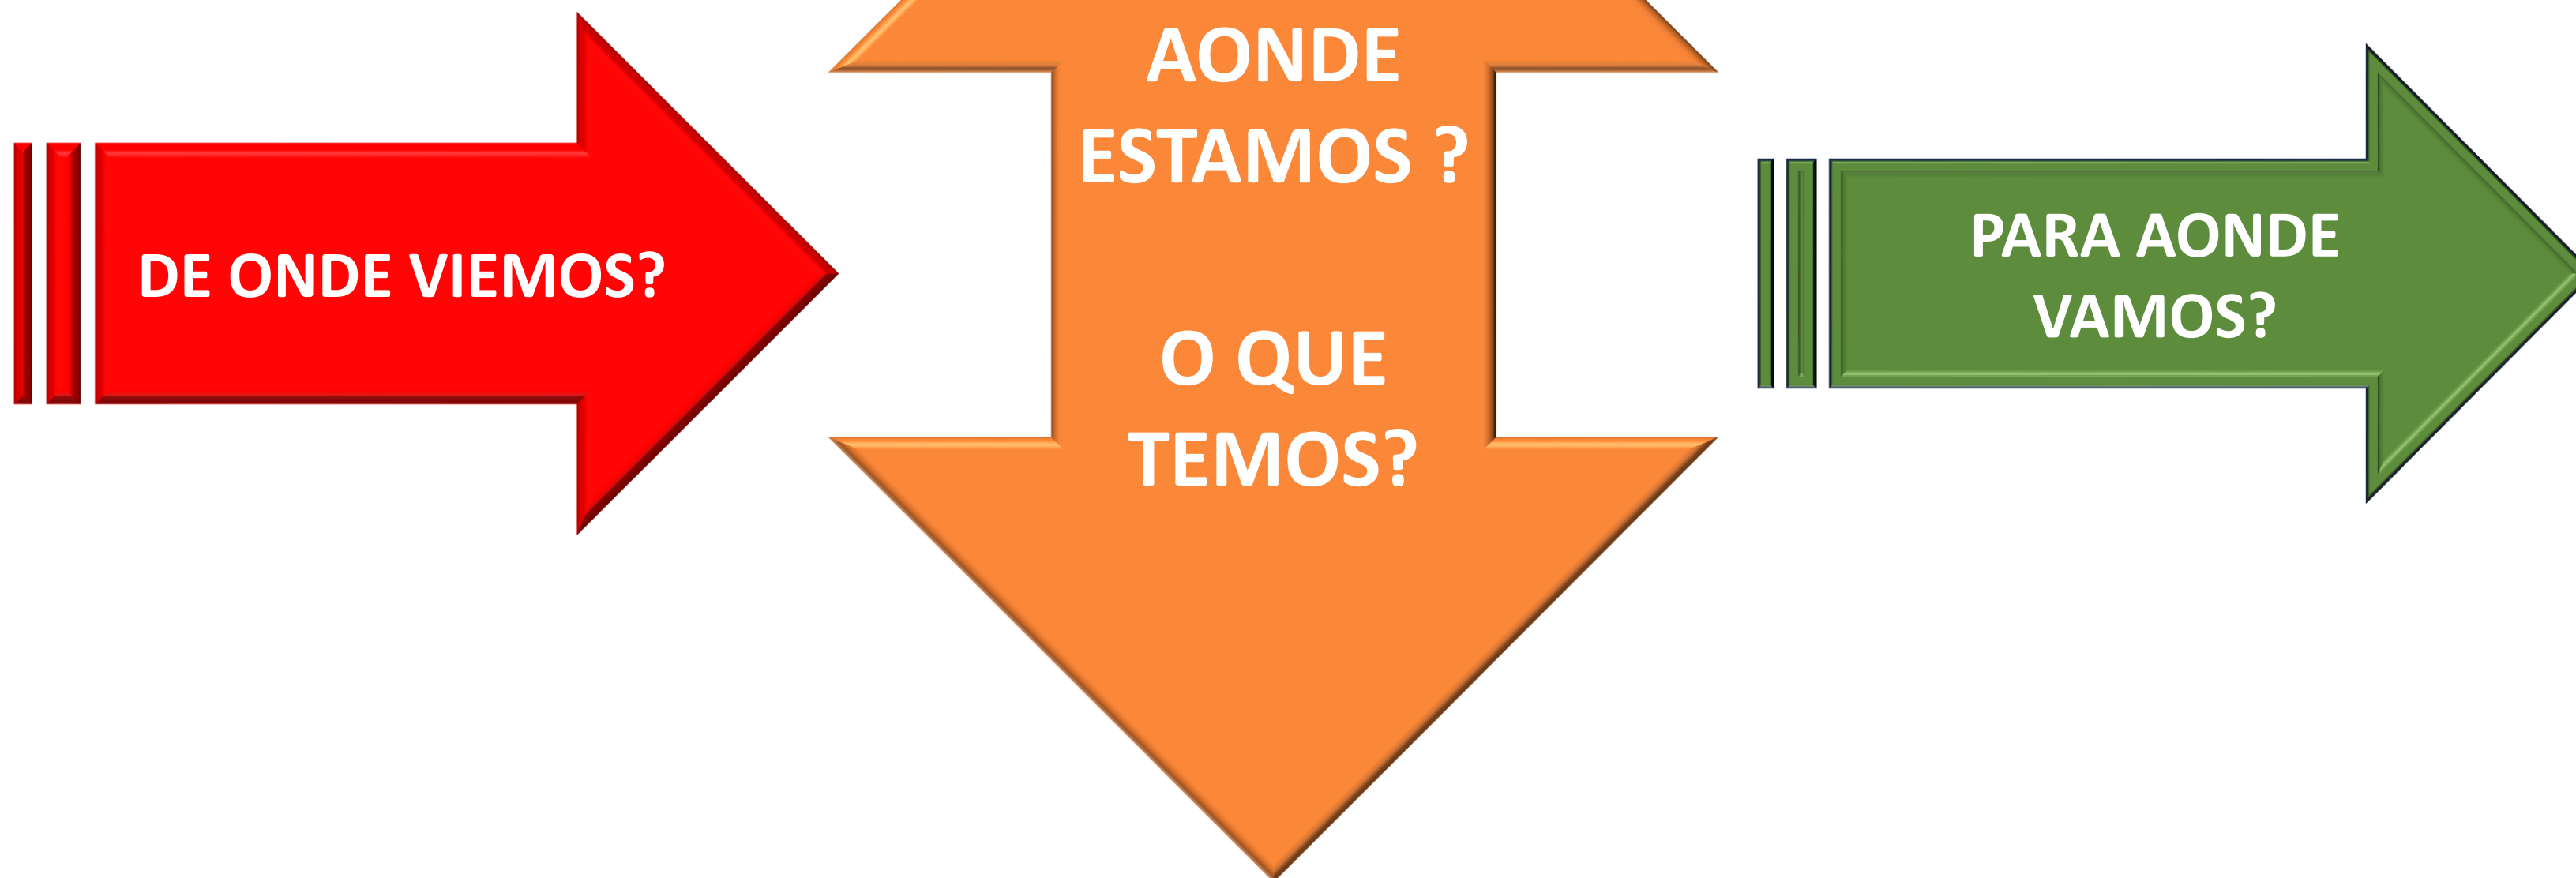 DE ONDE VIEMOS?
AONDE
ESTAMOS ?
O QUE
TEMOS?
PARA AONDE
VAMOS?